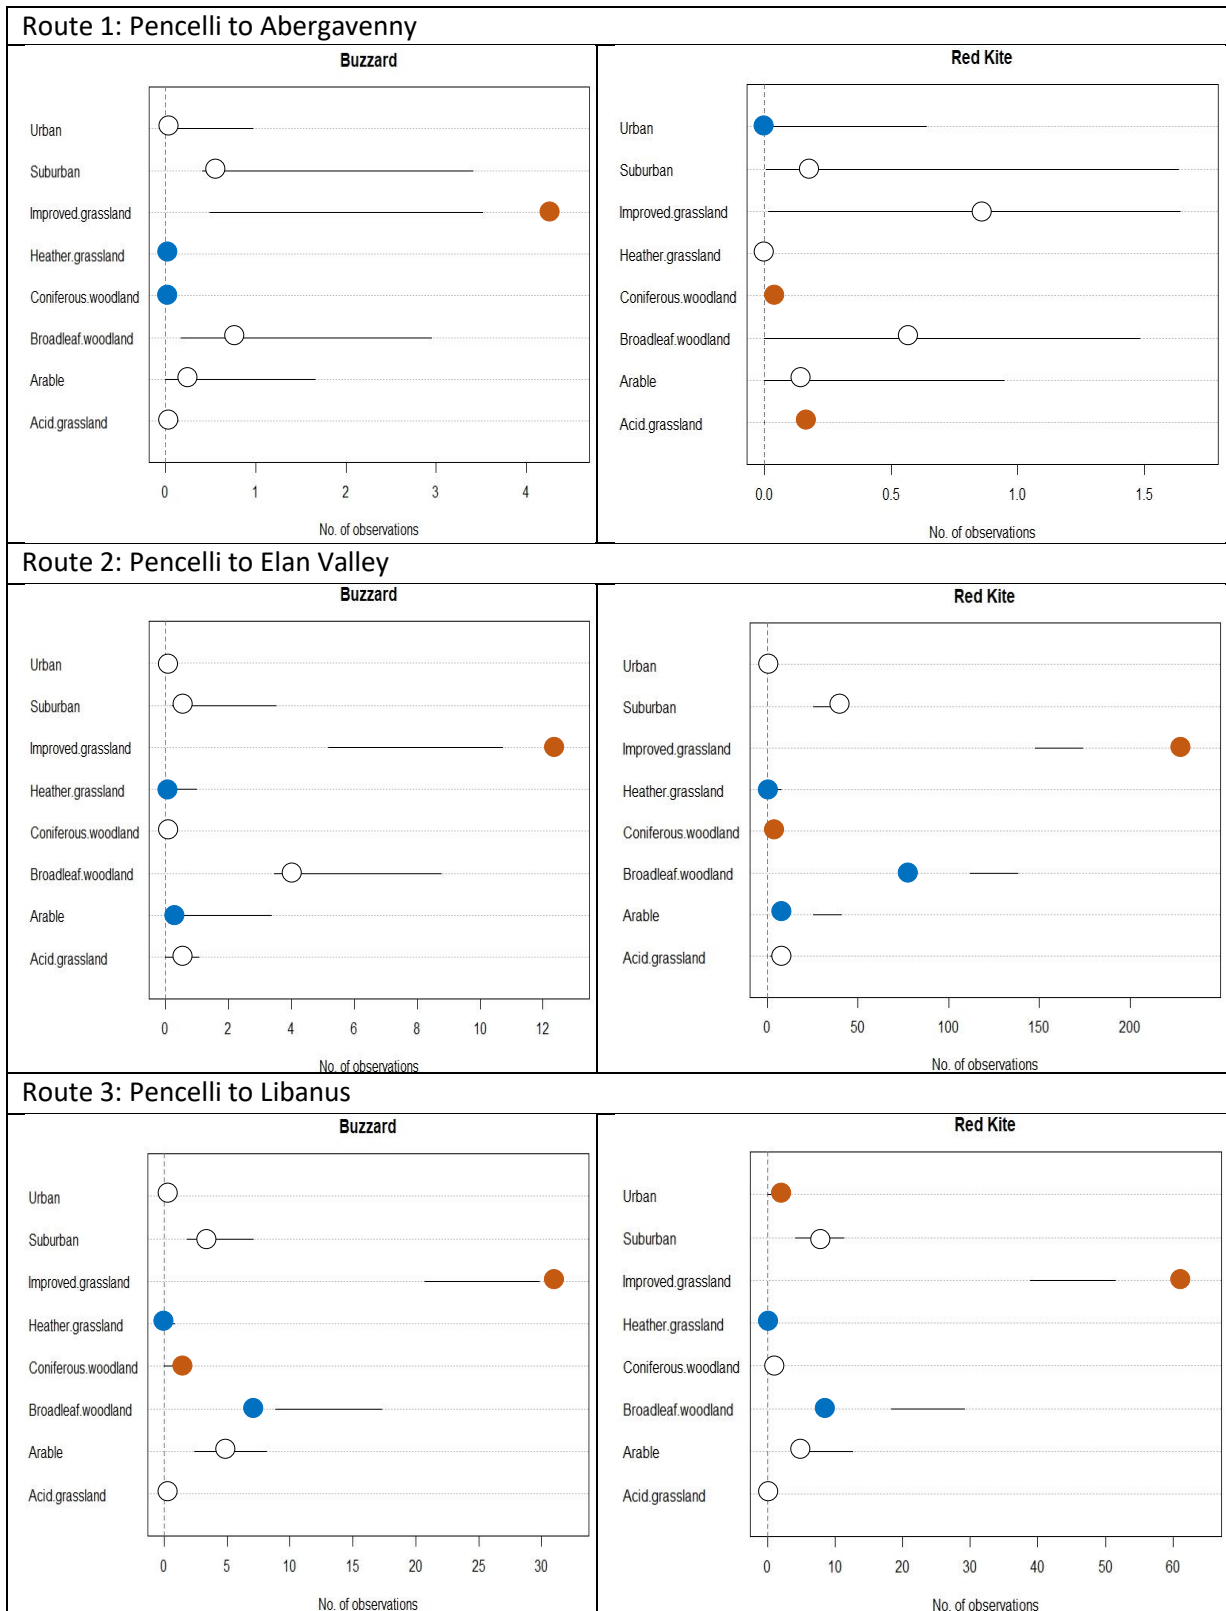 Route 1: Pencelli to Abergavenny
Buzzard
Urban
Suburban
Improved.grassland
Heather.grassland
Coniferous.woodland
Broadleaf.woodland
Arable
Acid.grassland
0 1 2 3 4
No. of observations
Red Kite
Urban
Suburban
Improved.grassland
Heather.grassland
Coniferous.woodland
Broadleaf.woodland
Arable
Acid.grassland
0.0 0.5 1.0 1.5
No. of observations
Route 2: Pencelli to Elan Valley
Buzzard
Urban
Suburban
Improved.grassland
Heather.grassland
Coniferous.woodland
Broadleaf.woodland
Arable
Acid.grassland
0 2 4 6 8 10 12
No. of observations
Red Kite
Urban
Suburban
Improved.grassland
Heather.grassland
Coniferous.woodland
Broadleaf.woodland
Arable
Acid.grassland
0 50 100 150 200
No. of observations
Route 3: Pencelli to Libanus
Buzzard
Urban
Suburban
Improved.grassland
Heather.grassland
Coniferous.woodland
Broadleaf.woodland
Arable
Acid.grassland
0 5 10 15 20 25 30
No. of observations
Red Kite
Urban
Suburban
Improved.grassland
Heather.grassland
Coniferous.woodland
Broadleaf.woodland
Arable
Acid.grassland
0 10 20 30 40 50 60
No. of observations